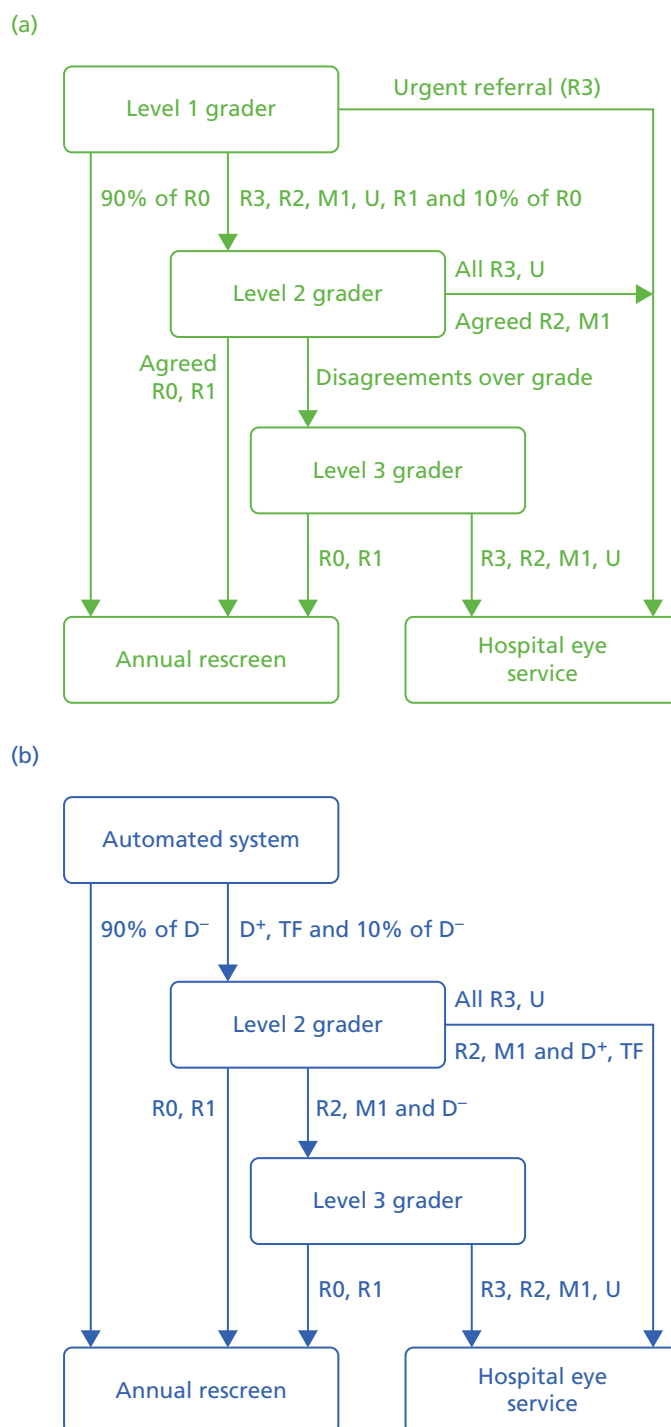 (a)
Level 1 grader
Urgent referral (R3)
90% of R0
R3, R2, M1, U, R1 and 10% of R0
Level 2 grader
All R3, U
Agreed R2, M1
Agreed
R0, R1
Disagreements over grade
Level 3 grader
R0, R1
R3, R2, M1, U
Annual rescreen
Hospital eye
service
(b)
Automated system
90% of D⁻
D⁺, TF and 10% of D⁻
Level 2 grader
All R3, U
R2, M1 and D⁺, TF
R0, R1
R2, M1 and D⁻
Level 3 grader
R0, R1
R3, R2, M1, U
Annual rescreen
Hospital eye
service